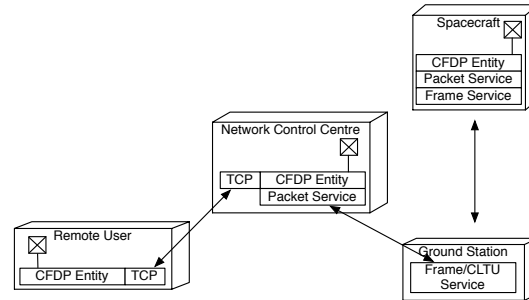 Spacecraft
CFDP Entity
Packet Service
Frame Service
Network Control Centre
TCP
CFDP Entity
Packet Service
Remote User
CFDP Entity
TCP
Ground Station
Frame/CLTU
Service